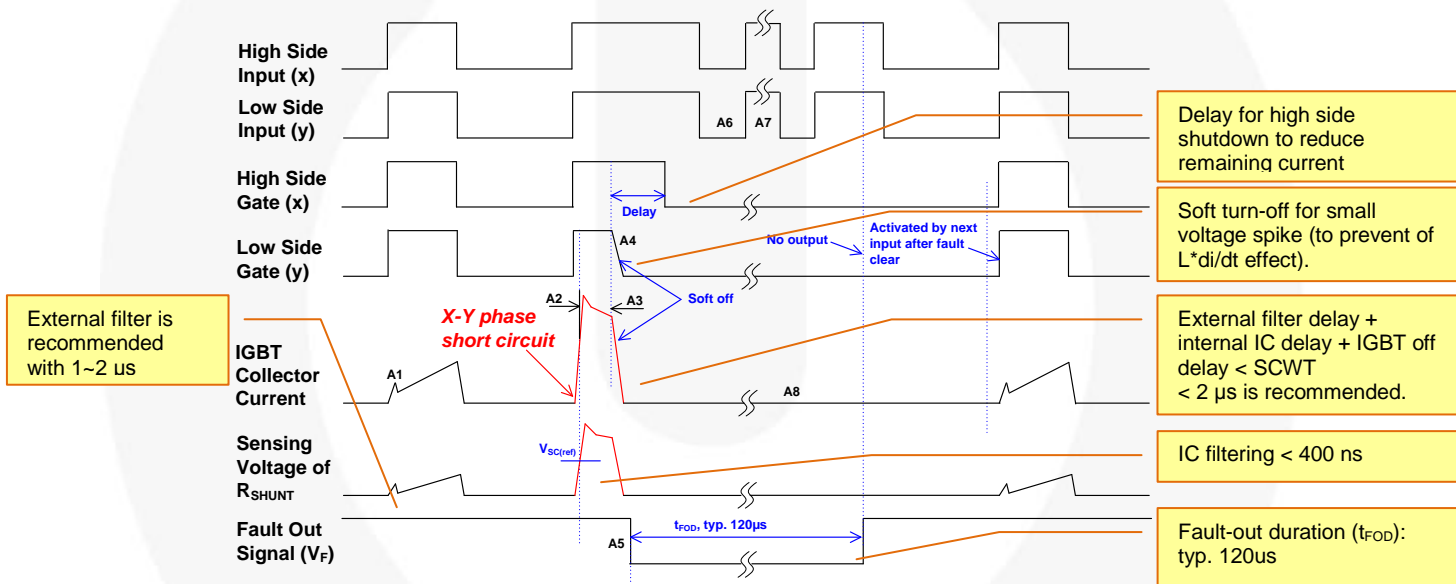 High Side
Input (x)
Low Side
Input (y)
A6
A7
High Side
Gate (x)
Delay
Low Side
Gate (y)
A4
No output
Activated by next
input after fault
clear
Soft off
A2
A3
X-Y phase
short circuit
IGBT
Collector
Current
A1
A8
Sensing
Voltage of
RSHUNT
VSC(ref)
Fault Out
Signal (VF)
A5
tFOD, typ. 120µs
External filter is
recommended
with 1~2 us
Delay for high side
shutdown to reduce
remaining current
Soft turn-off for small
voltage spike (to prevent of
L*di/dt effect).
External filter delay +
internal IC delay + IGBT off
delay < SCWT
< 2 µs is recommended.
IC filtering < 400 ns
Fault-out duration (tFOD):
typ. 120us